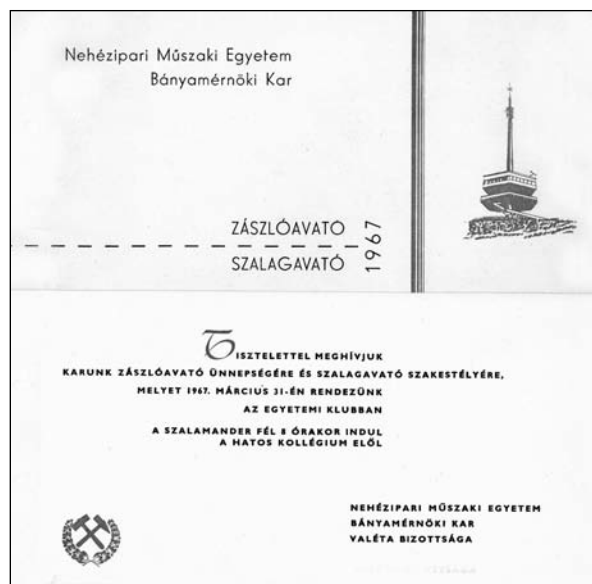 Nehézipari Műszaki Egyetem
Bányamérnöki Kar
ZÁSZLÓAVATÓ
SZALAGAVATÓ
1967
TISZTELETTEL MEGHÍVJUK
KARUNK ZÁSZLÓAVATÓ ÜNNEPSÉGÉRE ÉS SZALAGAVATÓ SZAKESTÉLYÉRE,
MELYET 1967. MÁRCIUS 31-ÉN RENDEZÜNK
AZ EGYETEMI KLUBBAN
A SZALAMANDER FÉL 8 ÓRAKOR INDUL
A HATOS KOLLÉGIUM ELŐL
NEHÉZIPARI MŰSZAKI EGYETEM
BÁNYAMÉRNÖKI KAR
VALÉTA BIZOTTSÁGA